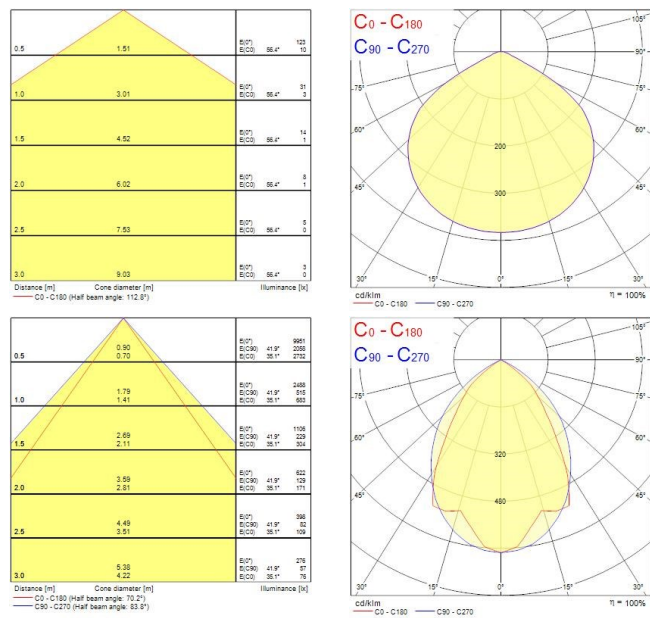 0.5 1.51 E(0°) 123
E(C0) 56.4° 10
1.0 3.01 E(0°) 31
E(C0) 56.4° 3
1.5 4.52 E(0°) 14
E(C0) 56.4° 1
2.0 6.02 E(0°) 8
E(C0) 56.4° 1
2.5 7.53 E(0°) 5
E(C0) 56.4° 0
3.0 9.03 E(0°) 3
E(C0) 56.4° 0
Distance [m] Cone diameter [m] Illuminance [lx]
C0 - C180 (Half beam angle: 112.8°)
C0 - C180
C90 - C270
105° 105°
90° 90°
75° 75°
60° 60°
45° 45°
200
300
30° 15° 0° 15° 30°
cd/klm η = 100%
C0 - C180 C90 - C270
0.5 0.90 0.70 E(0°) 9951
E(C90) 41.9° 2058
E(C0) 35.1° 2732
1.0 1.79 1.41 E(0°) 2488
E(C90) 41.9° 515
E(C0) 35.1° 683
1.5 2.69 2.11 E(0°) 1106
E(C90) 41.9° 229
E(C0) 35.1° 304
2.0 3.59 2.81 E(0°) 622
E(C90) 41.9° 129
E(C0) 35.1° 171
2.5 4.49 3.51 E(0°) 398
E(C90) 41.9° 82
E(C0) 35.1° 109
3.0 5.38 4.22 E(0°) 276
E(C90) 41.9° 57
E(C0) 35.1° 76
Distance [m] Cone diameter [m] Illuminance [lx]
C0 - C180 (Half beam angle: 70.2°)
C90 - C270 (Half beam angle: 83.8°)
C0 - C180
C90 - C270
105°
90° 90°
75° 75°
60° 60°
45° 45°
320
480
30° 15° 0° 15° 30°
cd/klm η = 100%
C0 - C180 C90 - C270